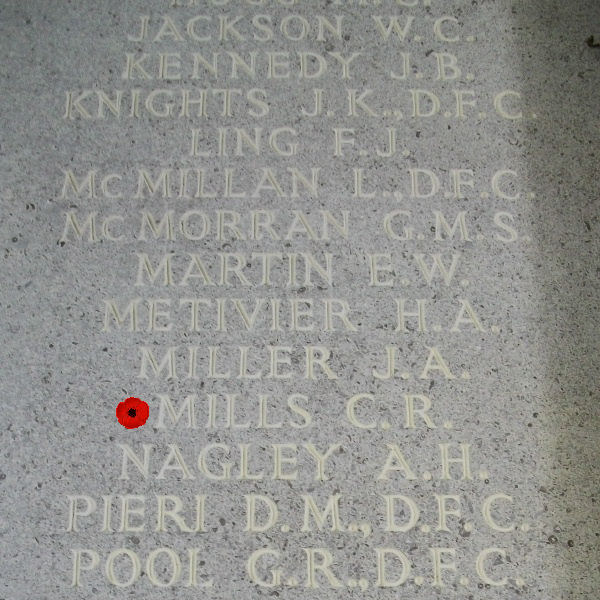 JACKSON W.C.
KENNEDY J.B.
KNIGHTS J.K., D.F.C.
LING F.J.
McMILLAN L., D.F.C.
McMORRAN G.M.S.
MARTIN E.W.
METIVIER H.A.
MILLER J.A.
MILLS C.R.
NAGLEY A.H.
PIERI D.M., D.F.C.
POOL G.R., D.F.C.